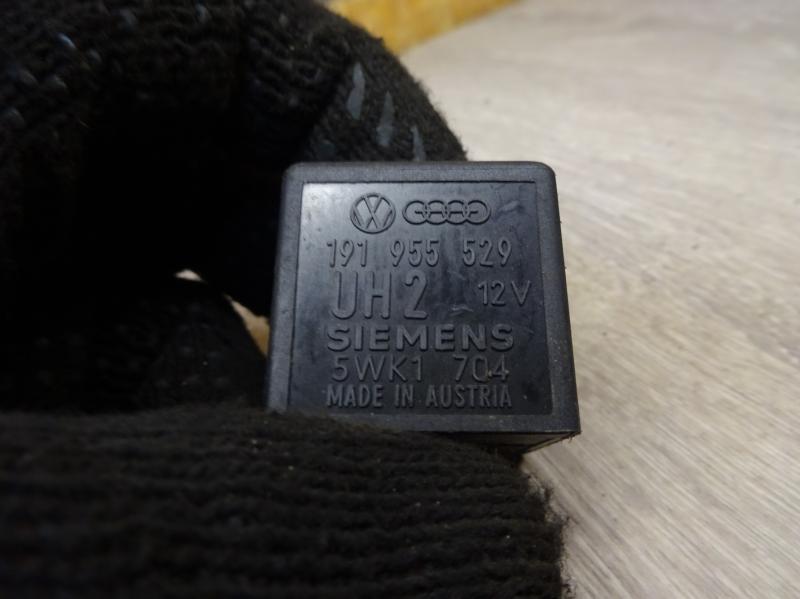 191 955 529
UH2 12V
SIEMENS
5WK1 704
MADE IN AUSTRIA